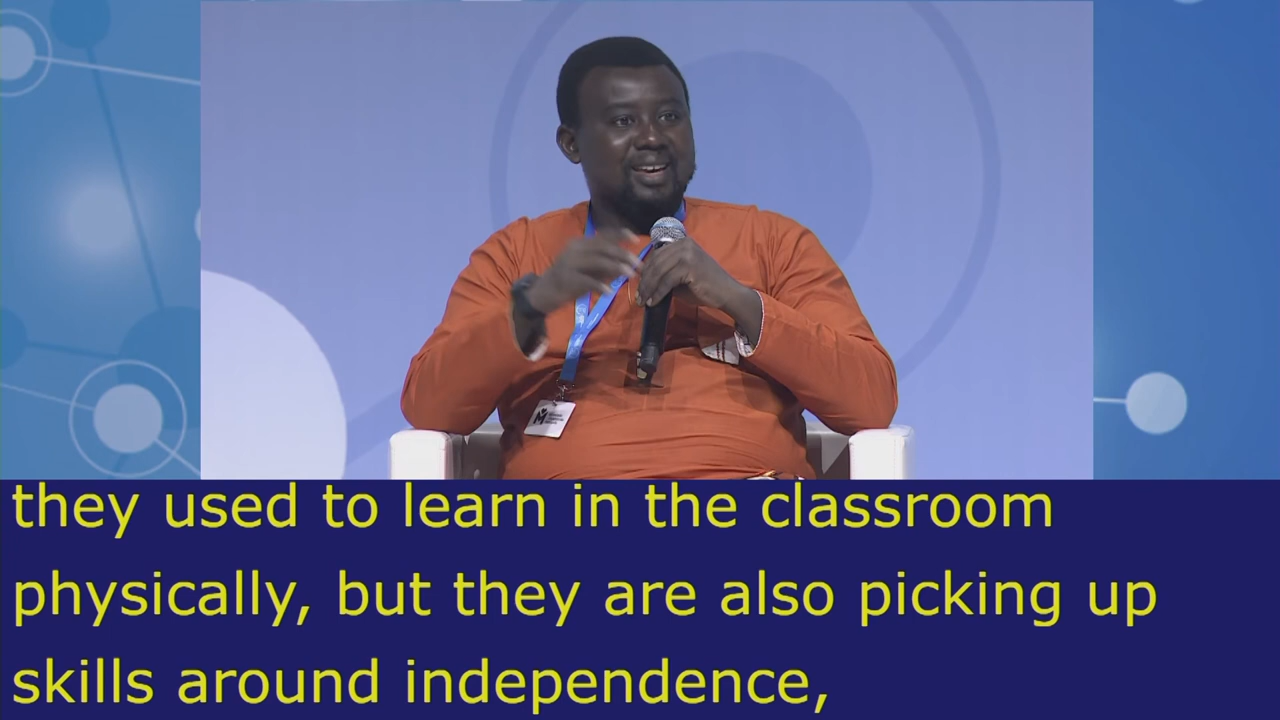 they used to learn in the classroom
physically, but they are also picking up
skills around independence,